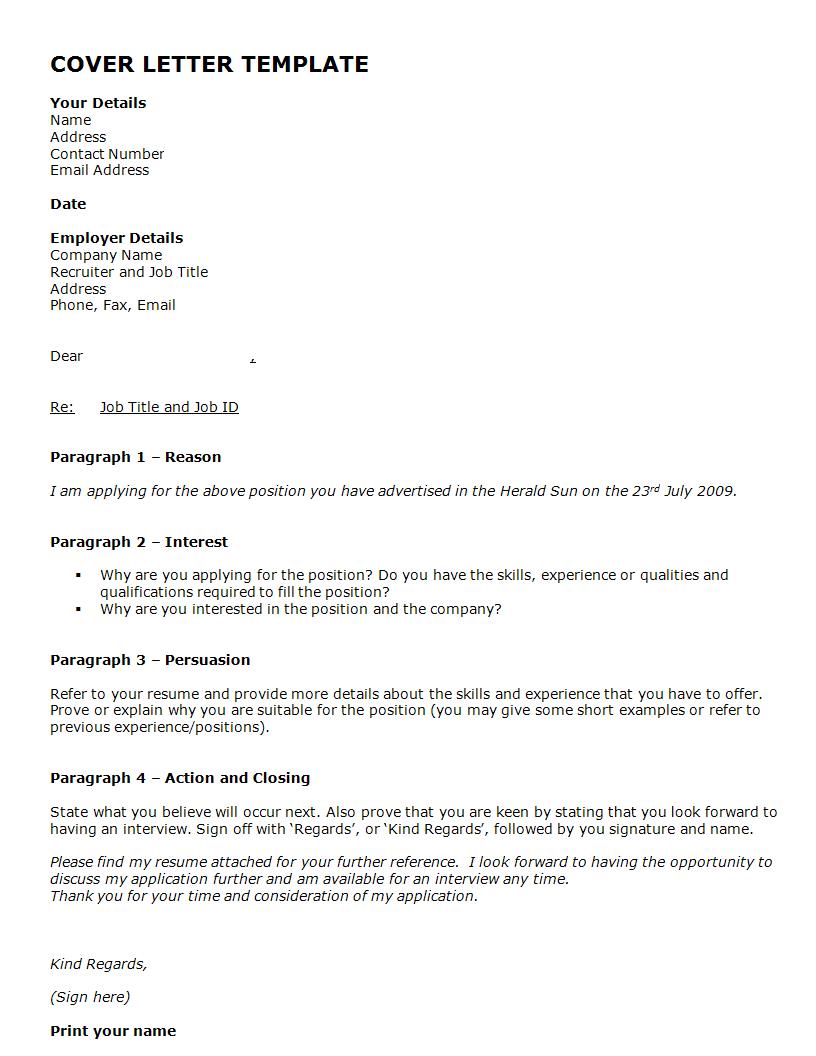 COVER LETTER TEMPLATE
Your Details
Name
Address
Contact Number
Email Address
Date
Employer Details
Company Name
Recruiter and Job Title
Address
Phone, Fax, Email
Dear ,
Re: Job Title and Job ID
Paragraph 1 – Reason
I am applying for the above position you have advertised in the Herald Sun on the 23rd July 2009.
Paragraph 2 – Interest
▪ Why are you applying for the position? Do you have the skills, experience or qualities and
qualifications required to fill the position?
▪ Why are you interested in the position and the company?
Paragraph 3 – Persuasion
Refer to your resume and provide more details about the skills and experience that you have to offer.
Prove or explain why you are suitable for the position (you may give some short examples or refer to
previous experience/positions).
Paragraph 4 – Action and Closing
State what you believe will occur next. Also prove that you are keen by stating that you look forward to
having an interview. Sign off with ‘Regards’, or ‘Kind Regards’, followed by you signature and name.
Please find my resume attached for your further reference.  I look forward to having the opportunity to
discuss my application further and am available for an interview any time.
Thank you for your time and consideration of my application.
Kind Regards,
(Sign here)
Print your name